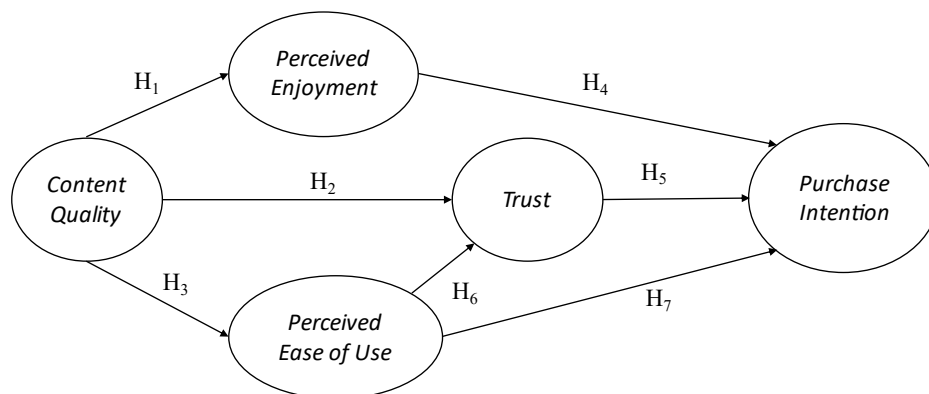 Perceived
Enjoyment
H₁
H₄
Content
Quality
H₂
Trust
H₅
Purchase
Intention
H₃
H₆
H₇
Perceived
Ease of Use